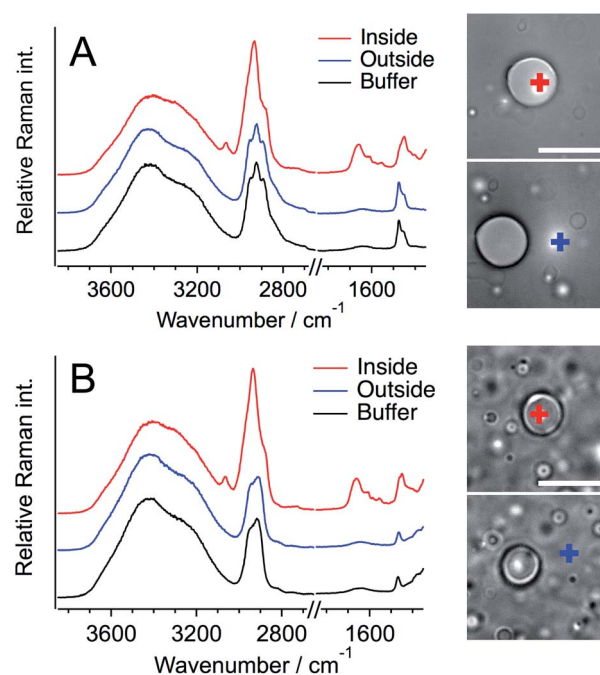 A
Inside
Outside
Buffer
Relative Raman int.
3600 3200 2800 1600
Wavenumber / cm-1
B
Inside
Outside
Buffer
Relative Raman int.
3600 3200 2800 1600
Wavenumber / cm-1